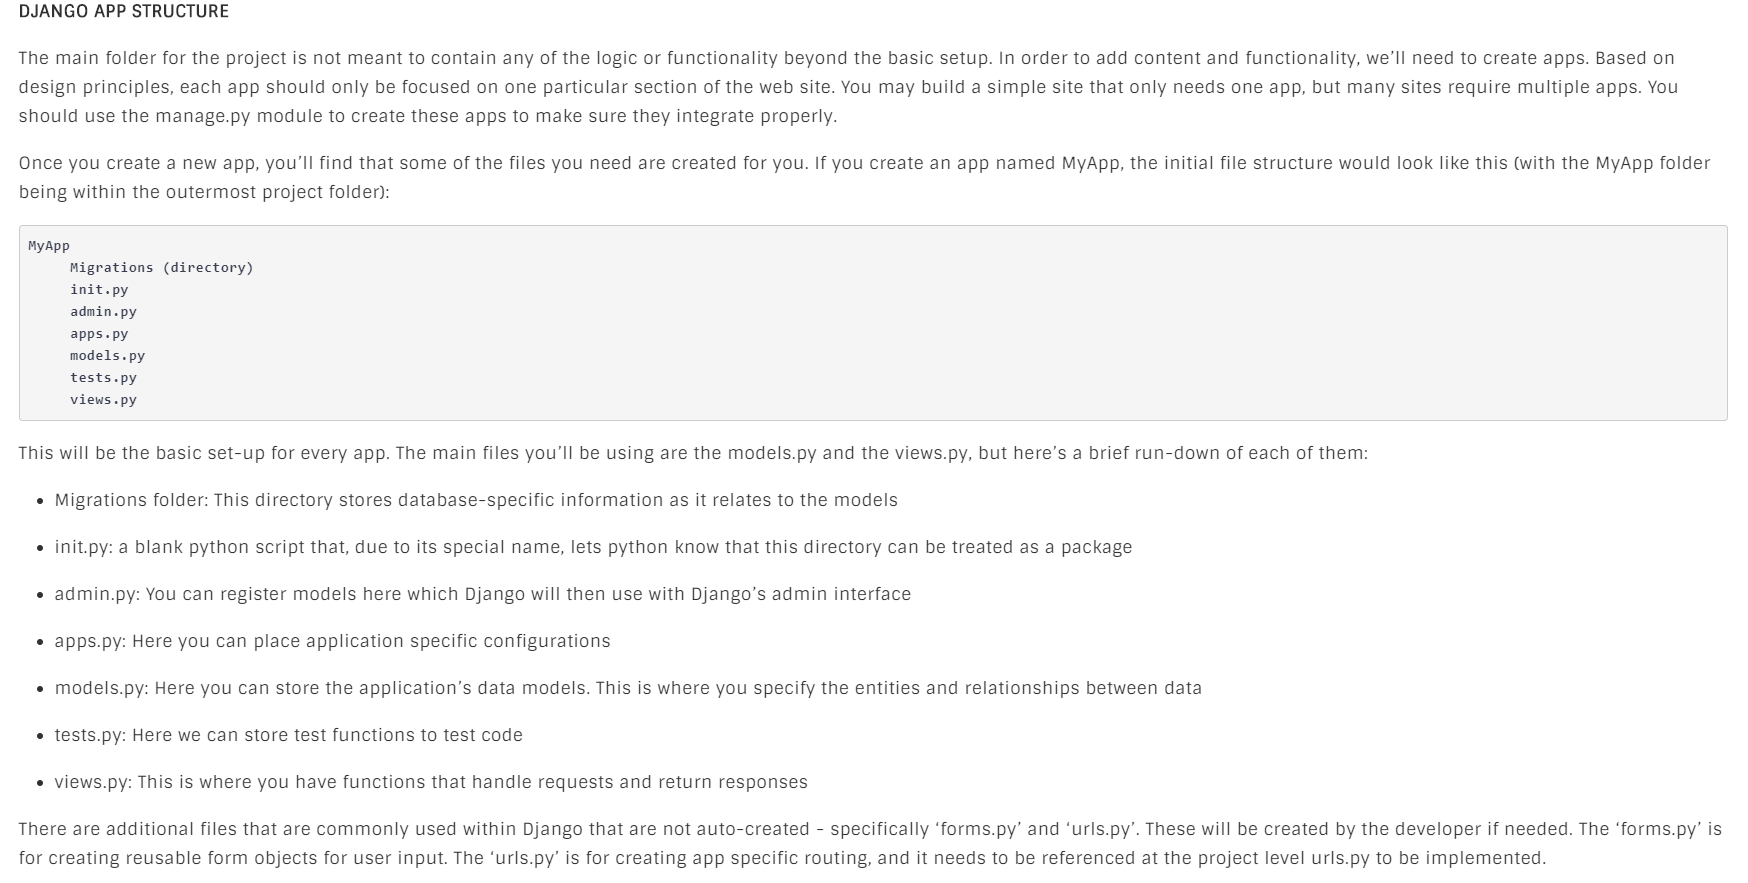 DJANGO APP STRUCTURE
The main folder for the project is not meant to contain any of the logic or functionality beyond the basic setup. In order to add content and functionality, we’ll need to create apps. Based on
design principles, each app should only be focused on one particular section of the web site. You may build a simple site that only needs one app, but many sites require multiple apps. You
should use the manage.py module to create these apps to make sure they integrate properly.
Once you create a new app, you’ll find that some of the files you need are created for you. If you create an app named MyApp, the initial file structure would look like this (with the MyApp folder
being within the outermost project folder):
MyApp
Migrations (directory)
init.py
admin.py
apps.py
models.py
tests.py
views.py
This will be the basic set-up for every app. The main files you’ll be using are the models.py and the views.py, but here’s a brief run-down of each of them:
• Migrations folder: This directory stores database-specific information as it relates to the models
• init.py: a blank python script that, due to its special name, lets python know that this directory can be treated as a package
• admin.py: You can register models here which Django will then use with Django’s admin interface
• apps.py: Here you can place application specific configurations
• models.py: Here you can store the application’s data models. This is where you specify the entities and relationships between data
• tests.py: Here we can store test functions to test code
• views.py: This is where you have functions that handle requests and return responses
There are additional files that are commonly used within Django that are not auto-created - specifically ‘forms.py’ and ‘urls.py’. These will be created by the developer if needed. The ‘forms.py’ is
for creating reusable form objects for user input. The ‘urls.py’ is for creating app specific routing, and it needs to be referenced at the project level urls.py to be implemented.